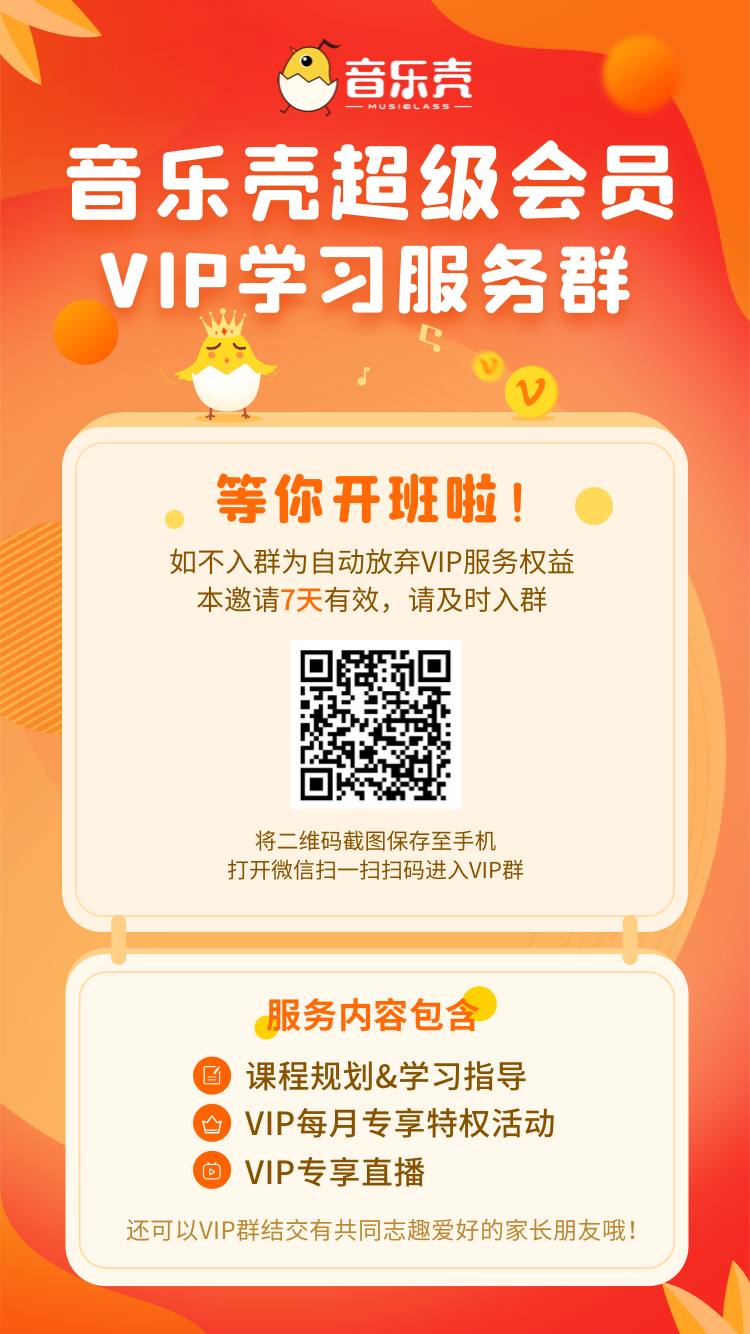 音乐壳
MUSICLASS
音乐壳超级会员
VIP学习服务群
等你开班啦！
如不入群为自动放弃VIP服务权益
本邀请7天有效，请及时入群
将二维码截图保存至手机
打开微信扫一扫扫码进入VIP群
服务内容包含
课程规划&学习指导
VIP每月专享特权活动
VIP专享直播
还可以VIP群结交有共同志趣爱好的家长朋友哦！